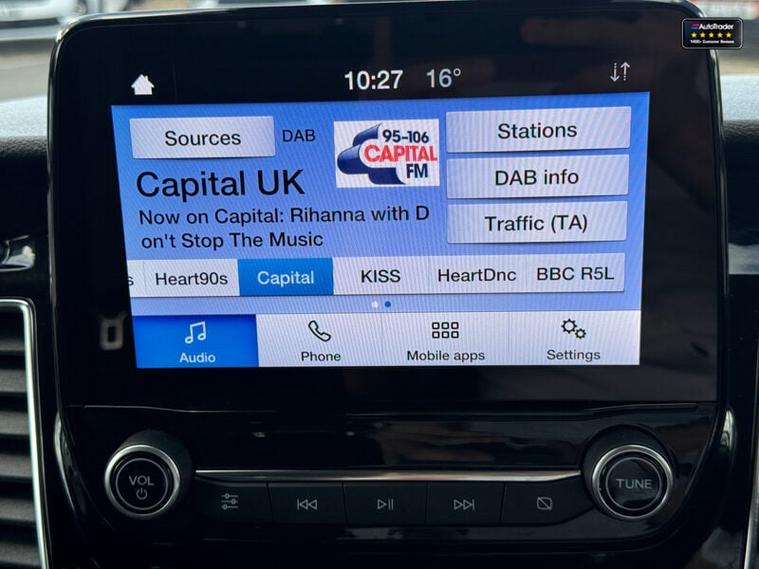 AutoTrader
10:27 16°
Sources DAB
95-106
CAPITAL
FM
Stations
Capital UK
DAB info
Now on Capital: Rihanna with D
on't Stop The Music
Traffic (TA)
s Heart90s Capital KISS HeartDnc BBC R5L
Audio Phone Mobile apps Settings
VOL TUNE